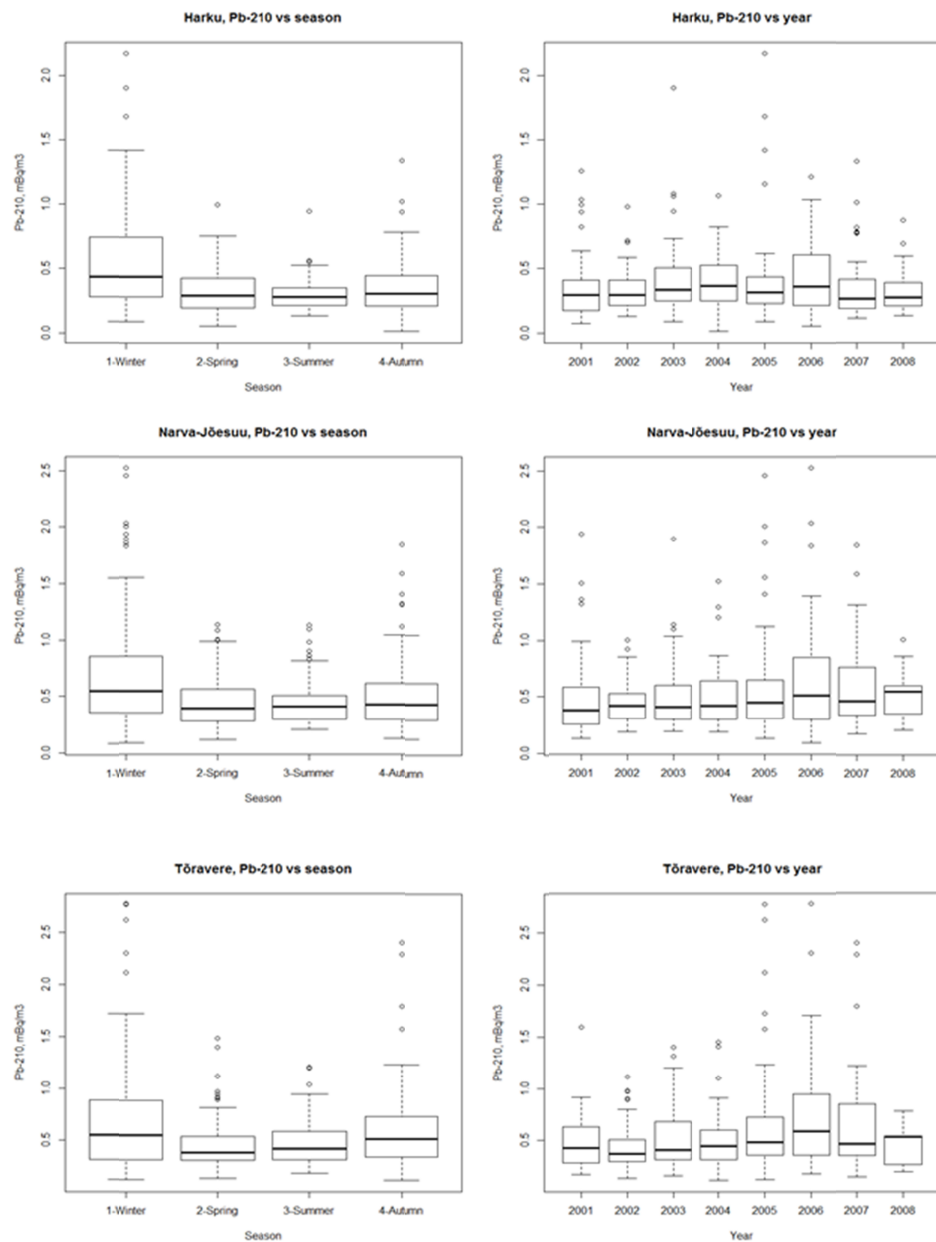 Harku, Pb-210 vs season
Pb-210, mBq/m3
2.0
1.5
1.0
0.5
0.0
1-Winter 2-Spring 3-Summer 4-Autumn
Season
Harku, Pb-210 vs year
Pb-210, mBq/m3
2.0
1.5
1.0
0.5
0.0
2001 2002 2003 2004 2005 2006 2007 2008
Year
Narva-Jõesuu, Pb-210 vs season
Pb-210, mBq/m3
2.5
2.0
1.5
1.0
0.5
0.0
1-Winter 2-Spring 3-Summer 4-Autumn
Season
Narva-Jõesuu, Pb-210 vs year
Pb-210, mBq/m3
2.5
2.0
1.5
1.0
0.5
0.0
2001 2002 2003 2004 2005 2006 2007 2008
Year
Tõravere, Pb-210 vs season
Pb-210, mBq/m3
2.5
2.0
1.5
1.0
0.5
1-Winter 2-Spring 3-Summer 4-Autumn
Season
Tõravere, Pb-210 vs year
Pb-210, mBq/m3
2.5
2.0
1.5
1.0
0.5
2001 2002 2003 2004 2005 2006 2007 2008
Year